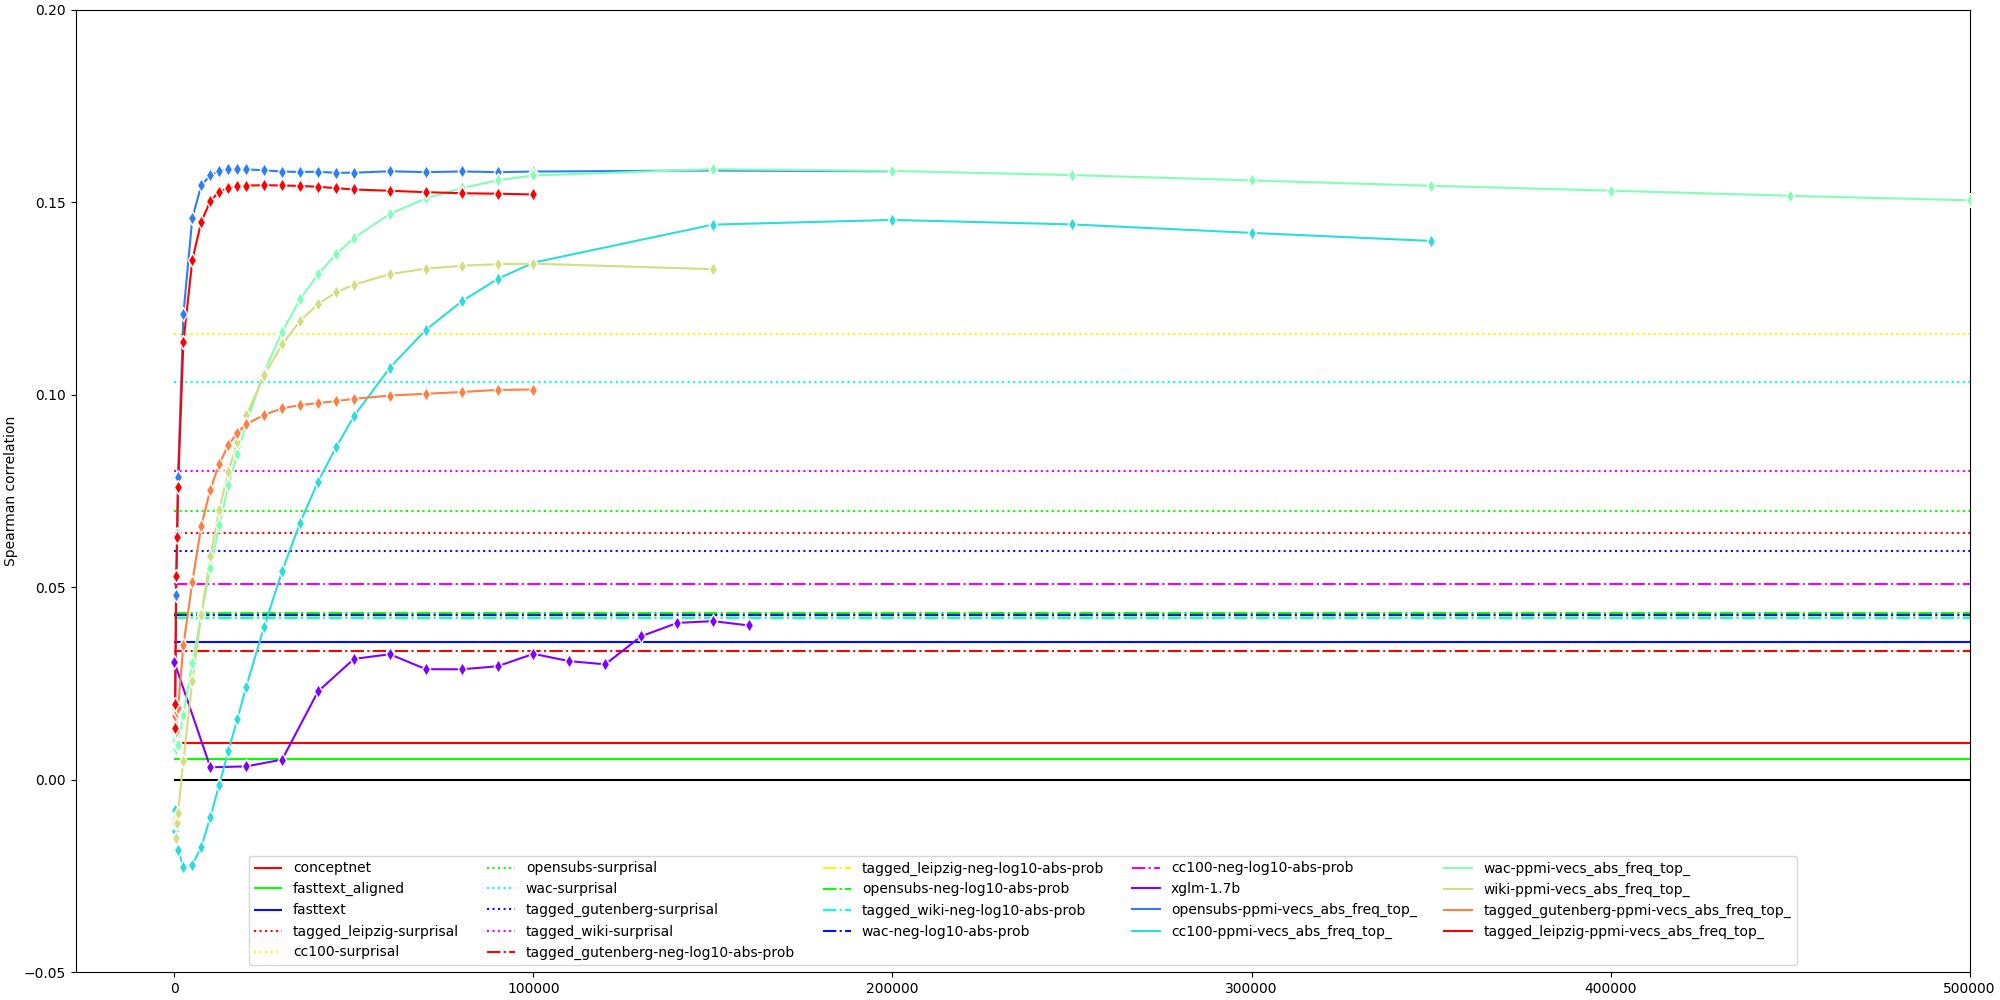 0.20
0.15
0.10
0.05
0.00
−0.05
Spearman correlation
conceptnet
fasttext_aligned
fasttext
tagged_leipzig-surprisal
cc100-surprisal
opensubs-surprisal
wac-surprisal
tagged_gutenberg-surprisal
tagged_wiki-surprisal
tagged_gutenberg-neg-log10-abs-prob
tagged_leipzig-neg-log10-abs-prob
opensubs-neg-log10-abs-prob
tagged_wiki-neg-log10-abs-prob
wac-neg-log10-abs-prob
cc100-neg-log10-abs-prob
xglm-1.7b
opensubs-ppmi-vecs_abs_freq_top_
cc100-ppmi-vecs_abs_freq_top_
wac-ppmi-vecs_abs_freq_top_
wiki-ppmi-vecs_abs_freq_top_
tagged_gutenberg-ppmi-vecs_abs_freq_top_
tagged_leipzig-ppmi-vecs_abs_freq_top_
0 100000 200000 300000 400000 500000